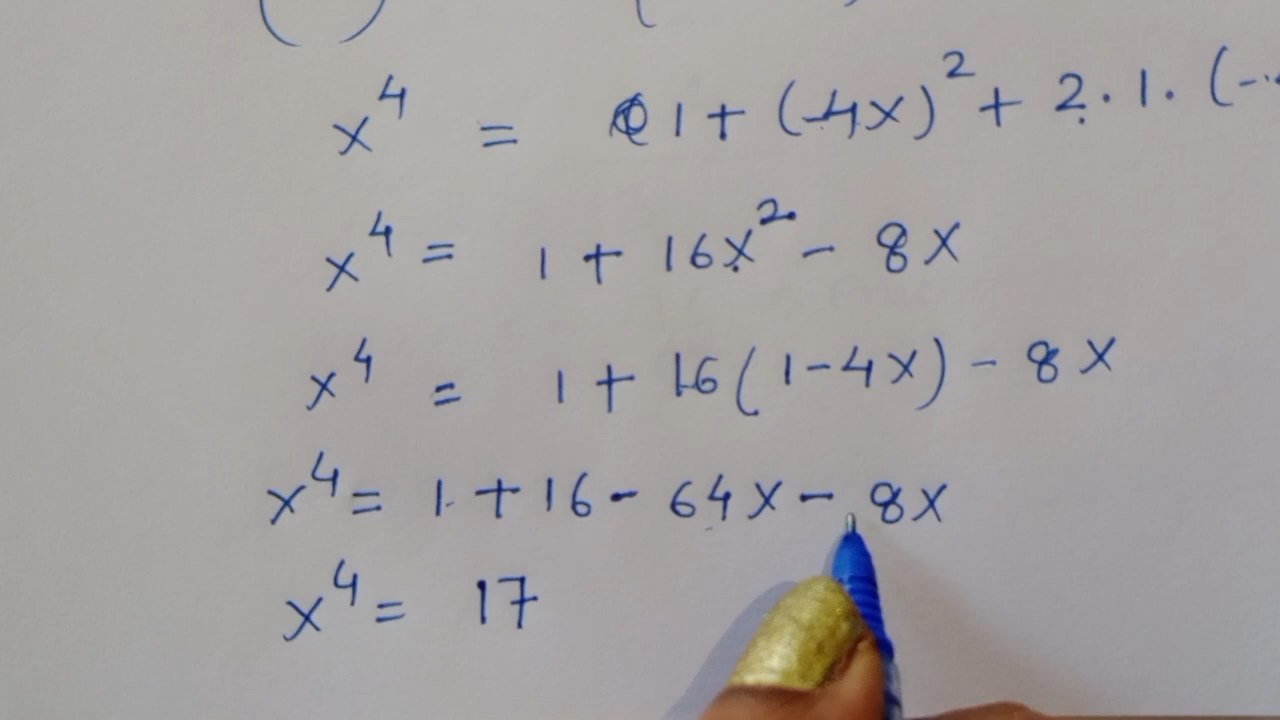 x⁴ = 1 + (-4x)² + 2 · 1 · (-
x⁴ = 1 + 16x² - 8x
x⁴ = 1 + 16(1-4x) - 8x
x⁴ = 1 + 16 - 64x - 8x
x⁴ = 17